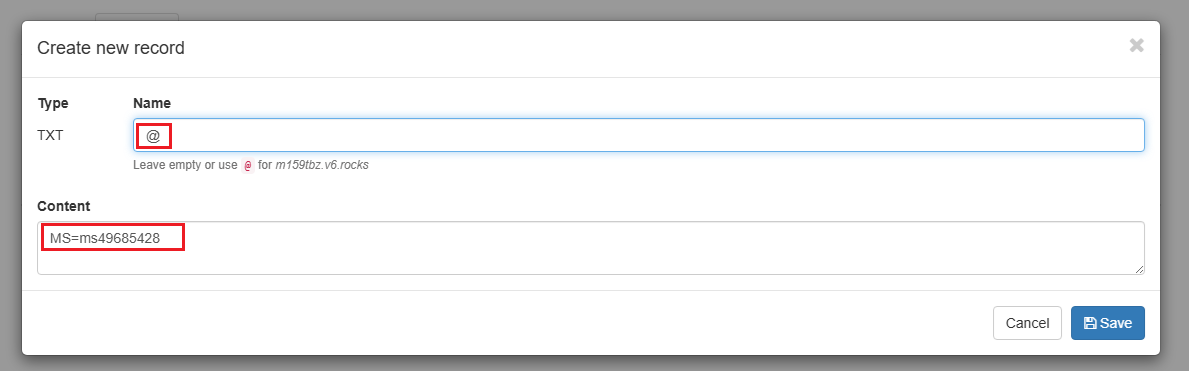 Create new record
Type Name
TXT @
Leave empty or use @ for m159tbz.v6.rocks
Content
MS=ms49685428
Cancel Save